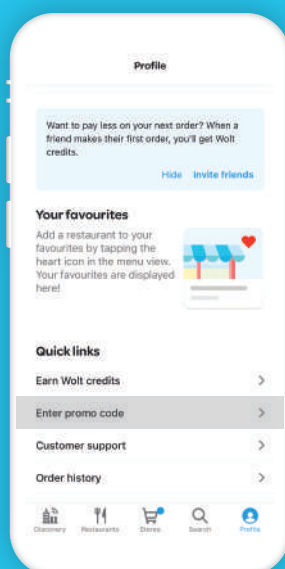 Profile
Want to pay less on your next order? When a
friend makes their first order, you'll get Wolt
credits.
Hide Invite friends
Your favourites
Add a restaurant to your
favourites by tapping the
heart icon in the menu view.
Your favourites are displayed
here!
Quick links
Earn Wolt credits
Enter promo code
Customer support
Order history
Discovery Restaurants Stores Search Profile